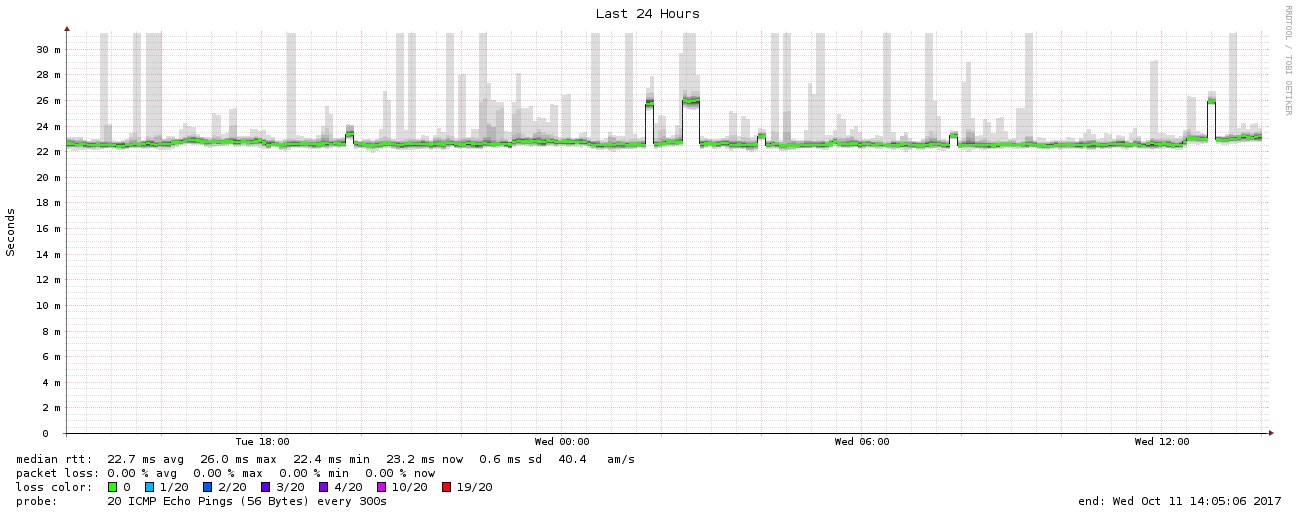 Last 24 Hours
RRDTOOL / TOBI OETIKER
Seconds
30 m
28 m
26 m
24 m
22 m
20 m
18 m
16 m
14 m
12 m
10 m
8 m
6 m
4 m
2 m
0
Tue 18:00 Wed 00:00 Wed 06:00 Wed 12:00
median rtt: 22.7 ms avg 26.0 ms max 22.4 ms min 23.2 ms now 0.6 ms sd 40.4 am/s
packet loss: 0.00 % avg 0.00 % max 0.00 % min 0.00 % now
loss color: 0 1/20 2/20 3/20 4/20 10/20 19/20
probe: 20 ICMP Echo Pings (56 Bytes) every 300s end: Wed Oct 11 14:05:06 2017